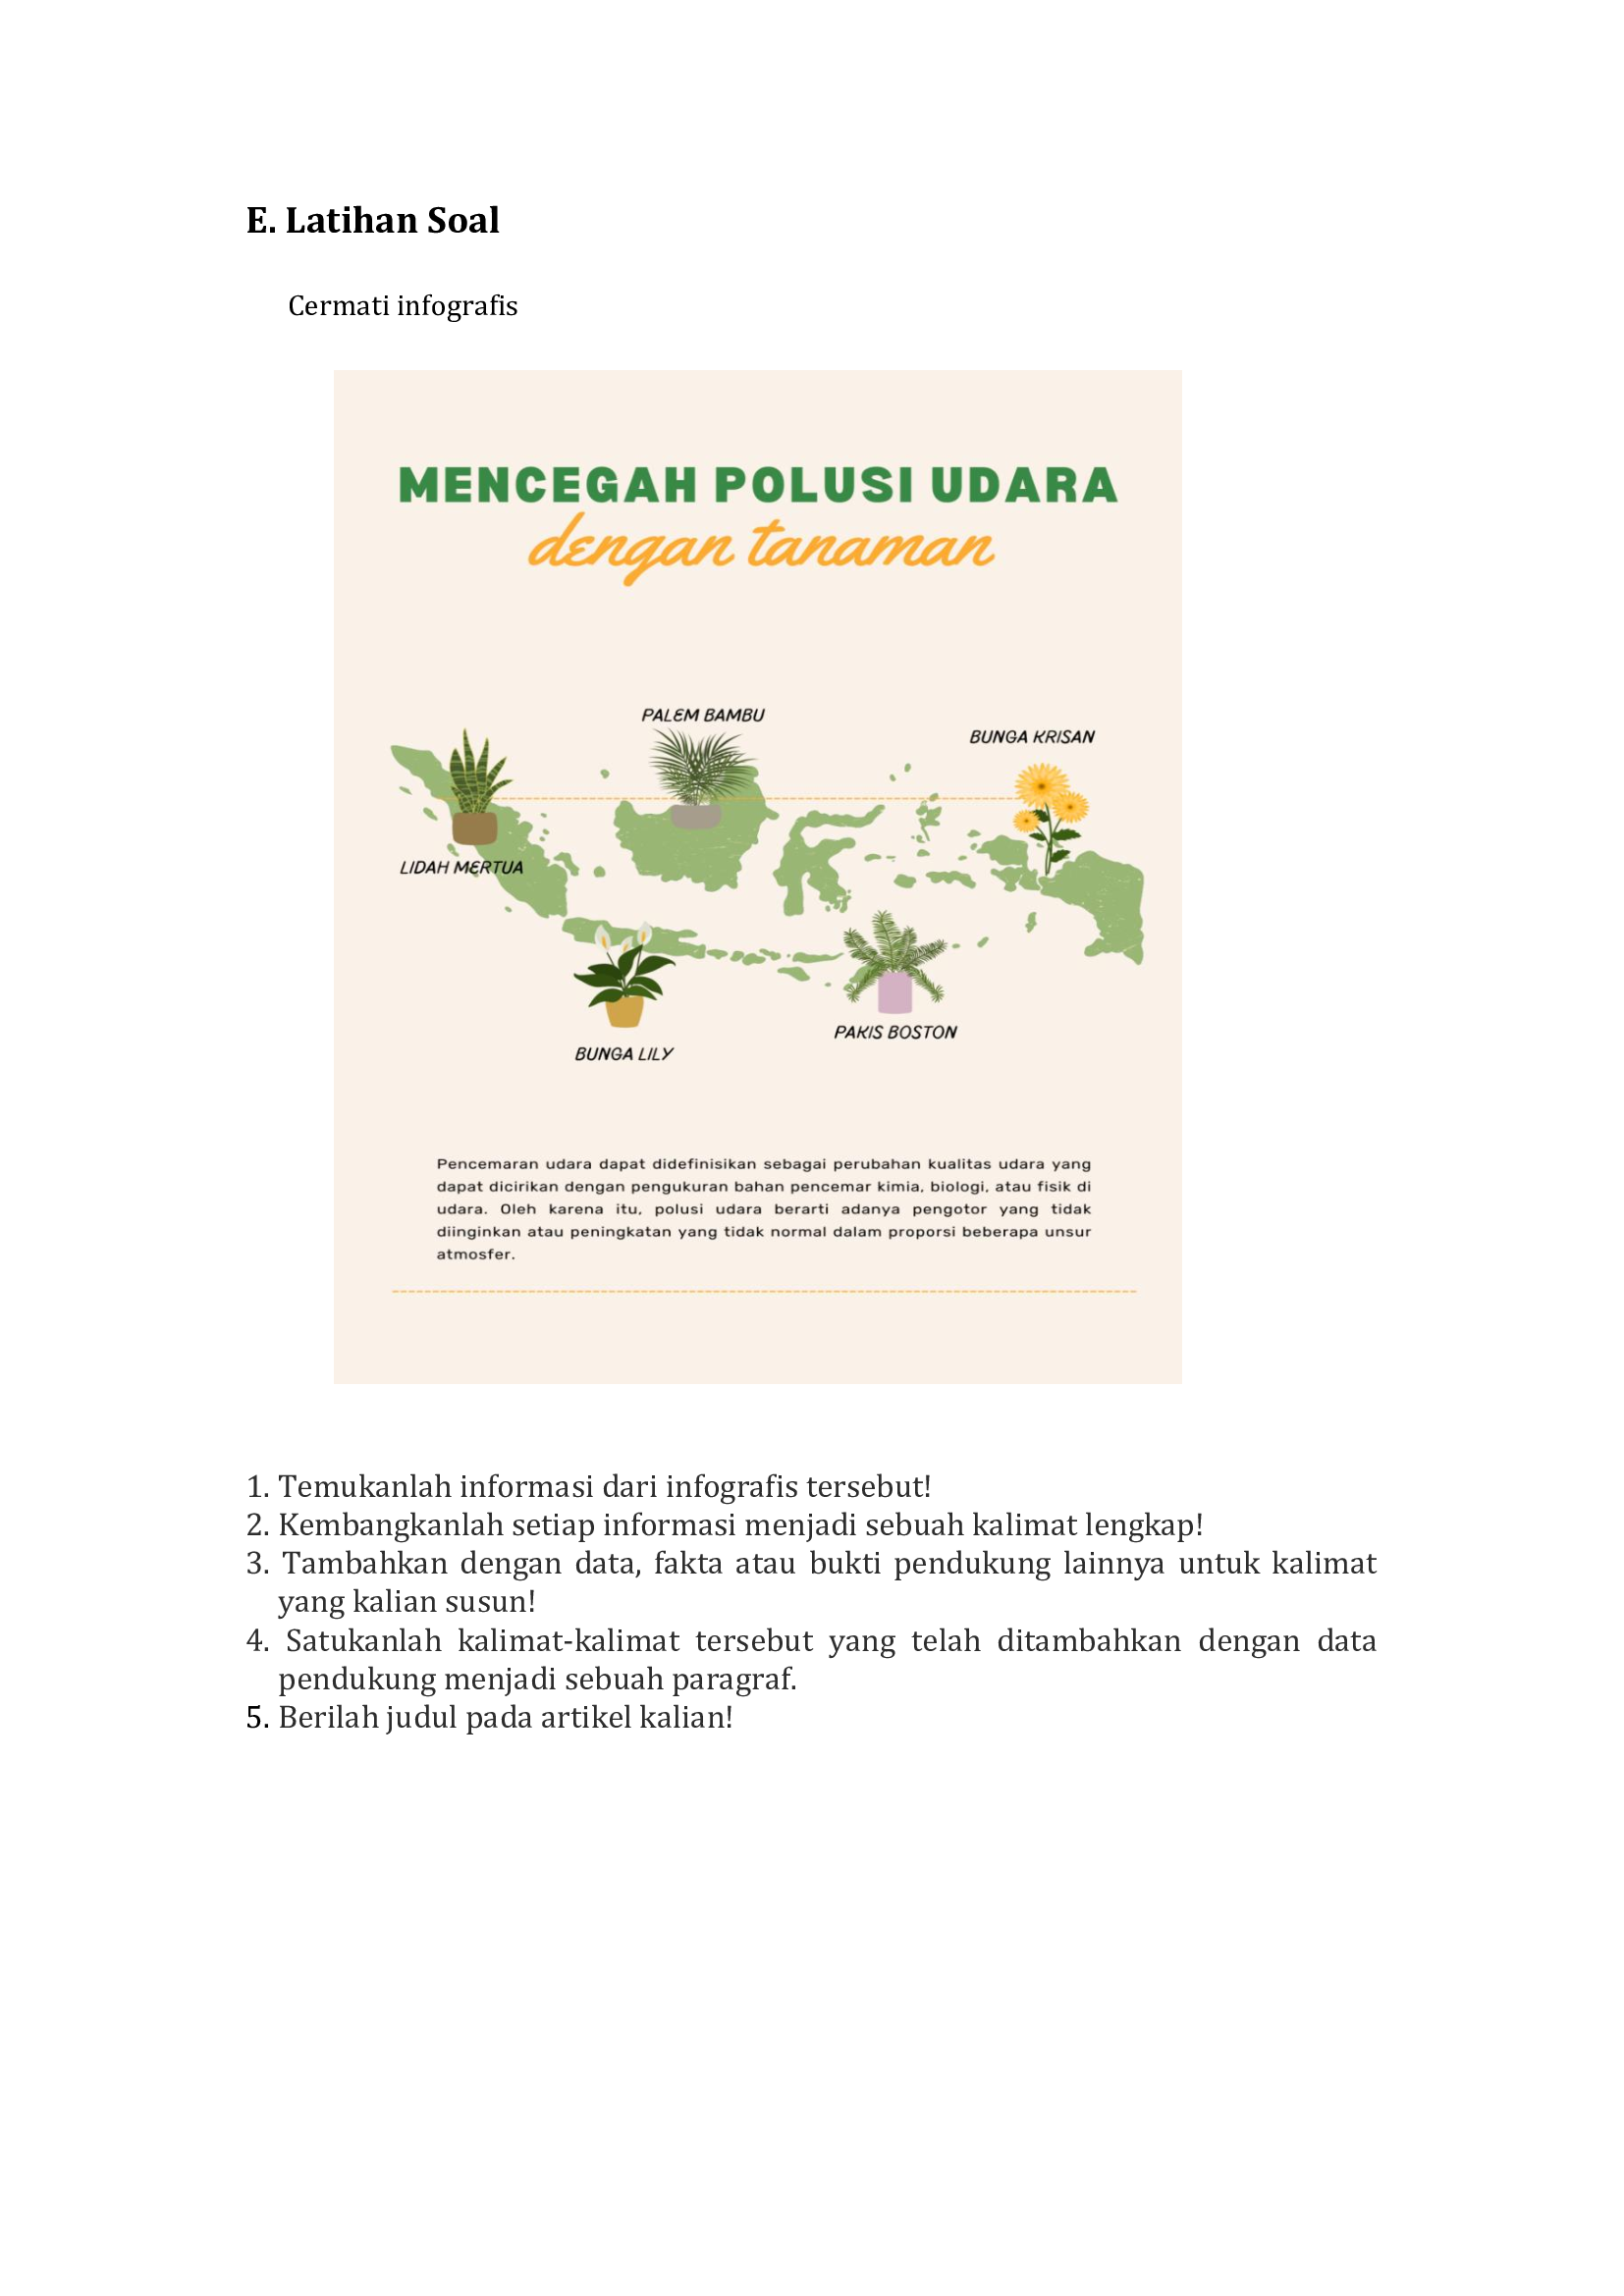 E. Latihan Soal
Cermati infografis
MENCEGAH POLUSI UDARA
dengan tanaman
PALEM BAMBU
BUNGA KRISAN
LIDAH MERTUA
PAKIS BOSTON
BUNGA LILY
Pencemaran udara dapat didefinisikan sebagai perubahan kualitas udara yang
dapat dicirikan dengan pengukuran bahan pencemar kimia, biologi, atau fisik di
udara. Oleh karena itu, polusi udara berarti adanya pengotor yang tidak
diinginkan atau peningkatan yang tidak normal dalam proporsi beberapa unsur
atmosfer.
1. Temukanlah informasi dari infografis tersebut!
2. Kembangkanlah setiap informasi menjadi sebuah kalimat lengkap!
3. Tambahkan dengan data, fakta atau bukti pendukung lainnya untuk kalimat
yang kalian susun!
4. Satukanlah kalimat-kalimat tersebut yang telah ditambahkan dengan data
pendukung menjadi sebuah paragraf.
5. Berilah judul pada artikel kalian!